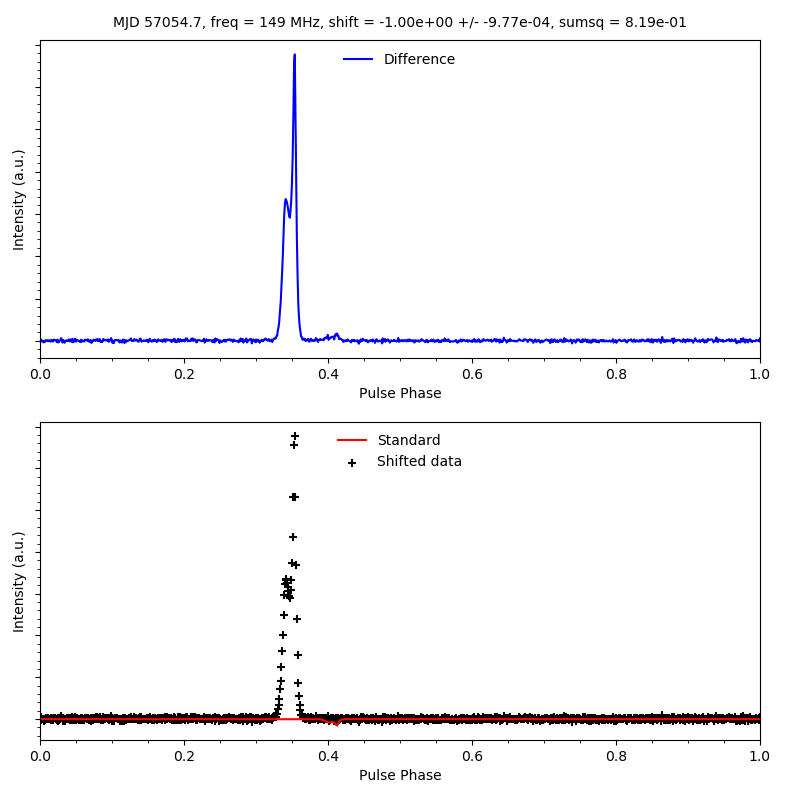 MJD 57054.7, freq = 149 MHz, shift = -1.00e+00 +/- -9.77e-04, sumsq = 8.19e-01
Difference
Intensity (a.u.)
0.0 0.2 0.4 0.6 0.8 1.0
Pulse Phase
Standard
Shifted data
Intensity (a.u.)
0.0 0.2 0.4 0.6 0.8 1.0
Pulse Phase